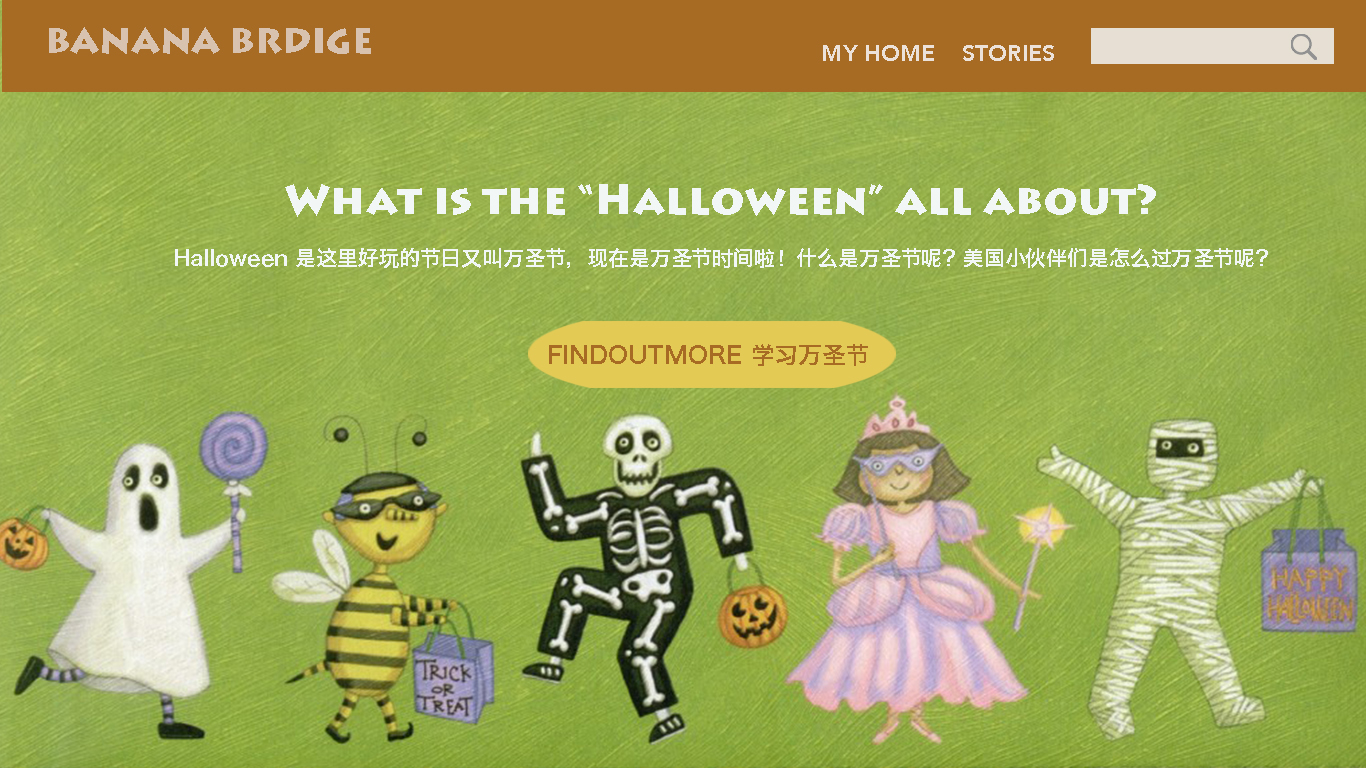 BANANA BRDIGE
MY HOME STORIES
WHAT IS THE “HALLOWEEN” ALL ABOUT?
Halloween 是这里好玩的节日又叫万圣节，现在是万圣节时间啦！什么是万圣节呢？美国小伙伴们是怎么过万圣节呢？
FINDOUTMORE 学习万圣节
TRICK
OR
TREAT
HAPPY
HALLOWEEN